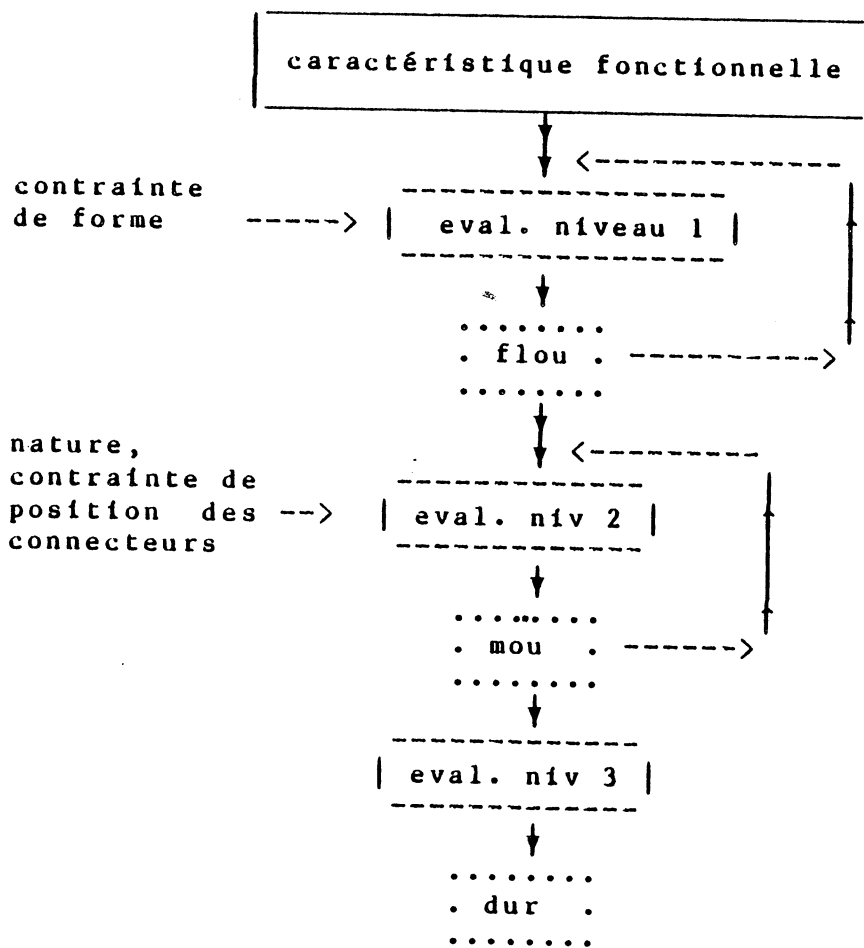 caractéristique fonctionnelle
contrainte
de forme
eval. niveau 1
flou
nature,
contrainte de
position des
connecteurs
eval. niv 2
mou
eval. niv 3
dur